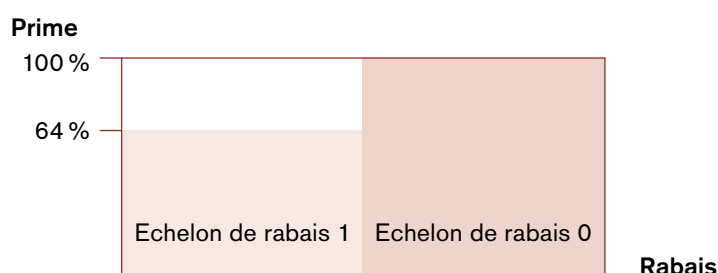 Prime
100 %
64 %
Echelon de rabais 1 Echelon de rabais 0
Rabais